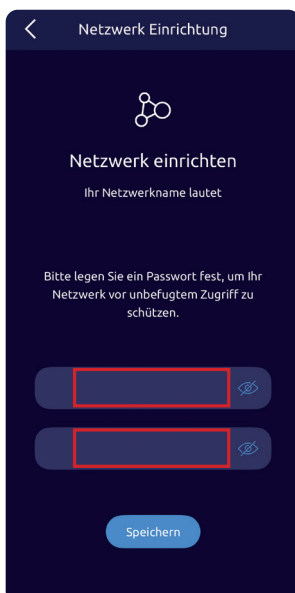 Netzwerk Einrichtung
Netzwerk einrichten
Ihr Netzwerkname lautet
Bitte legen Sie ein Passwort fest, um Ihr
Netzwerk vor unbefugtem Zugriff zu
schützen.
Speichern